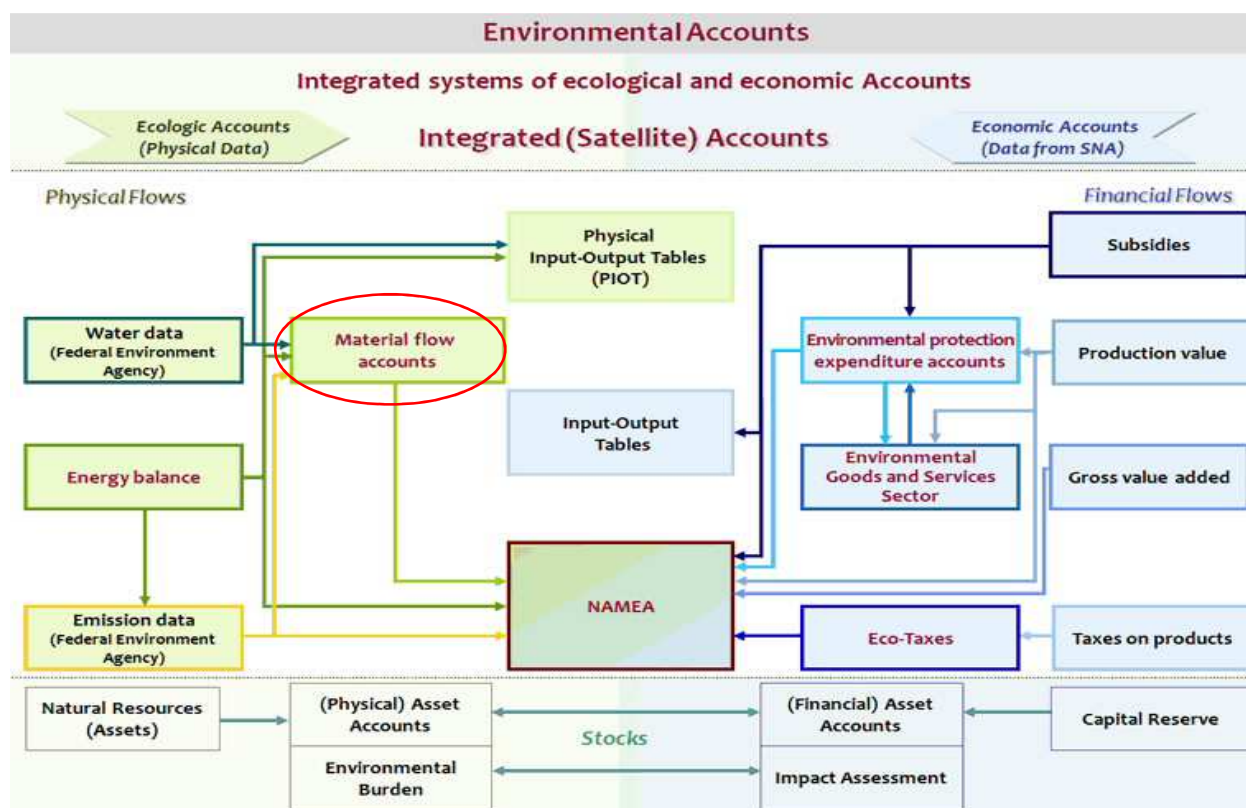 Environmental Accounts
Integrated systems of ecological and economic Accounts
Ecologic Accounts
(Physical Data)
Integrated (Satellite) Accounts
Economic Accounts
(Data from SNA)
Physical Flows
Financial Flows
Physical
Input-Output Tables
(PIOT)
Subsidies
Water data
(Federal Environment
Agency)
Material flow
accounts
Environmental protection
expenditure accounts
Production value
Input-Output
Tables
Energy balance
Environmental
Goods and Services
Sector
Gross value added
NAMEA
Emission data
(Federal Environment
Agency)
Eco-Taxes
Taxes on products
Natural Resources
(Assets)
(Physical) Asset
Accounts
Stocks
(Financial) Asset
Accounts
Capital Reserve
Environmental
Burden
Impact Assessment